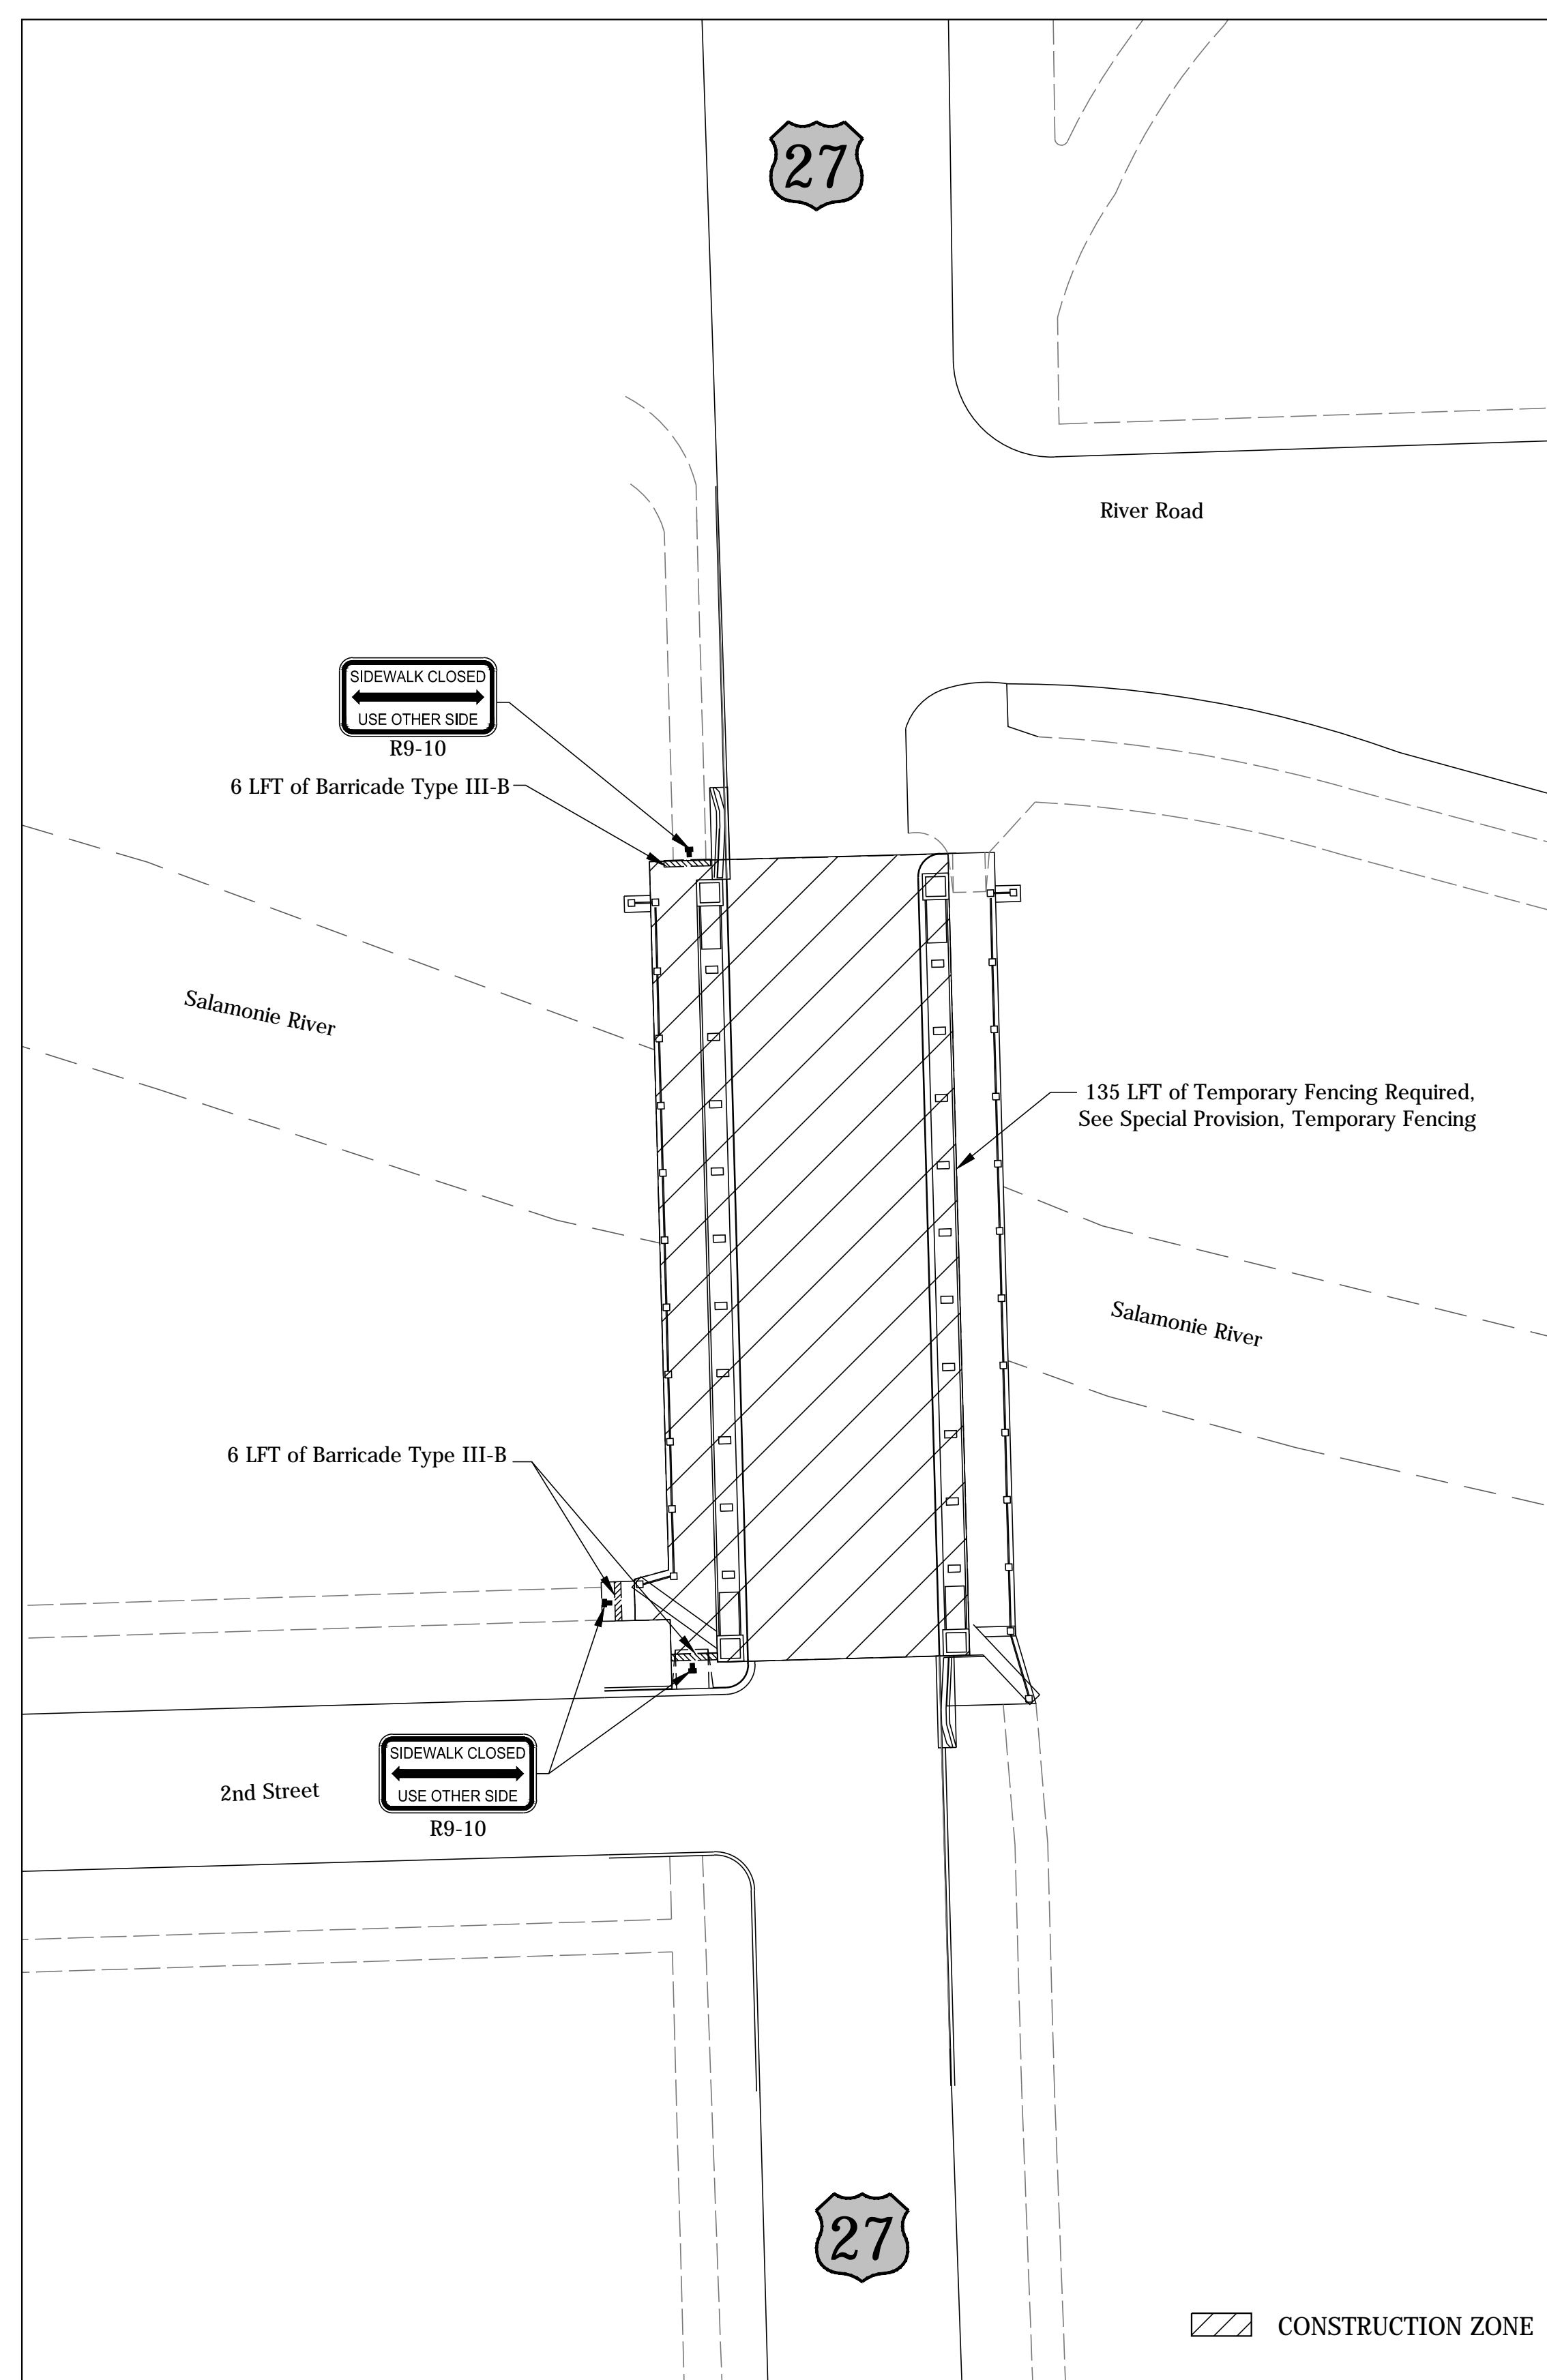 27
River Road
SIDEWALK CLOSED
USE OTHER SIDE
R9-10
6 LFT of Barricade Type III-B
Salamonie River
135 LFT of Temporary Fencing Required,
See Special Provision, Temporary Fencing
Salamonie River
6 LFT of Barricade Type III-B
SIDEWALK CLOSED
USE OTHER SIDE
R9-10
2nd Street
27
CONSTRUCTION ZONE